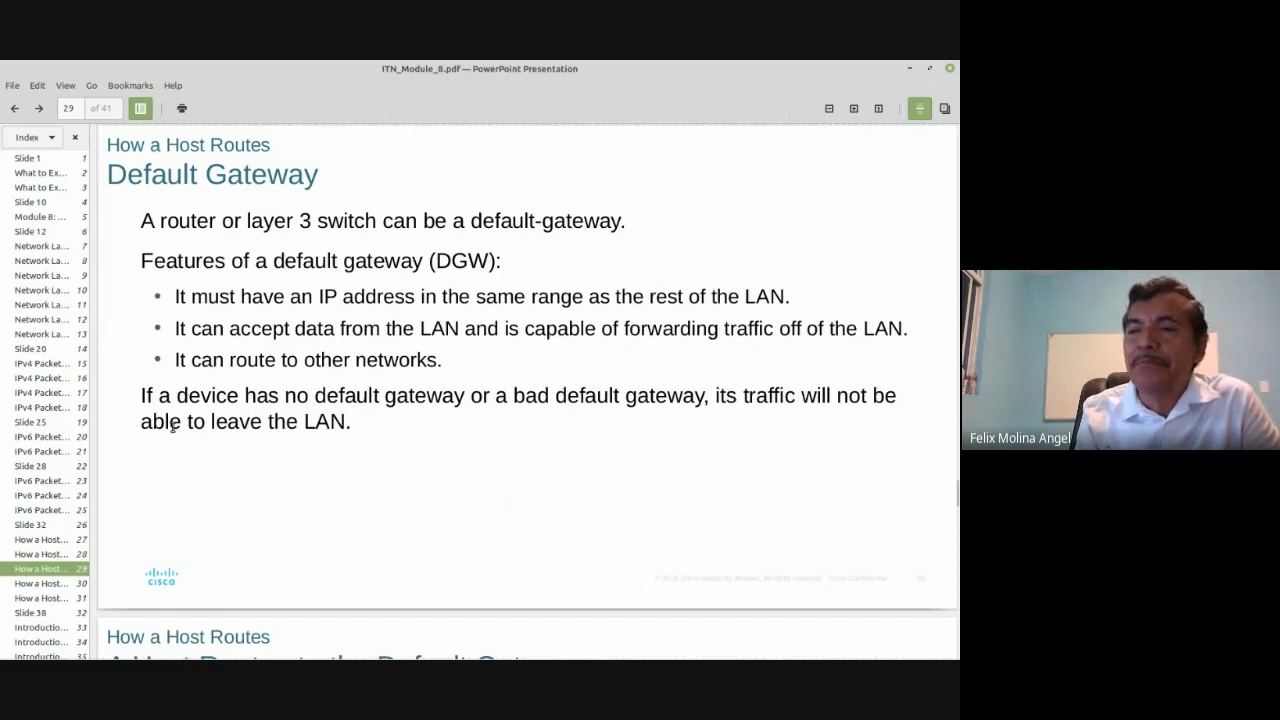 ITN_Module_8.pdf — PowerPoint Presentation
File Edit View Go Bookmarks Help
29 of 41
Index
Slide 1 1
What to Ex... 2
What to Ex... 3
Slide 10 4
Module 8: ... 5
Slide 12 6
Network La... 7
Network La... 8
Network La... 9
Network La... 10
Network La... 11
Network La... 12
Network La... 13
Slide 20 14
IPv4 Packet... 15
IPv4 Packet... 16
IPv4 Packet... 17
IPv4 Packet... 18
Slide 25 19
IPv6 Packet... 20
IPv6 Packet... 21
Slide 28 22
IPv6 Packet... 23
IPv6 Packet... 24
IPv6 Packet... 25
Slide 32 26
How a Host... 27
How a Host... 28
How a Host... 29
How a Host... 30
How a Host... 31
Slide 38 32
Introductio... 33
Introductio... 34
Introductio... 35
How a Host Routes
Default Gateway
A router or layer 3 switch can be a default-gateway.
Features of a default gateway (DGW):
• It must have an IP address in the same range as the rest of the LAN.
• It can accept data from the LAN and is capable of forwarding traffic off of the LAN.
• It can route to other networks.
If a device has no default gateway or a bad default gateway, its traffic will not be
able to leave the LAN.
CISCO
© 2016 Cisco and/or its affiliates. All rights reserved. Cisco Confidential
How a Host Routes
Felix Molina Angel